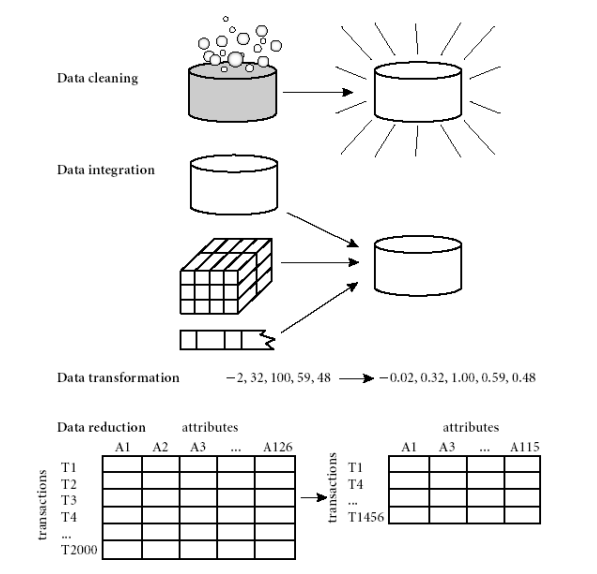 Data cleaning
Data integration
Data transformation −2, 32, 100, 59, 48 −0.02, 0.32, 1.00, 0.59, 0.48
Data reduction attributes
A1 A2 A3 ... A126
transactions
T1
T2
T3
T4
...
T2000
attributes
A1 A3 ... A115
transactions
T1
T4
...
T1456